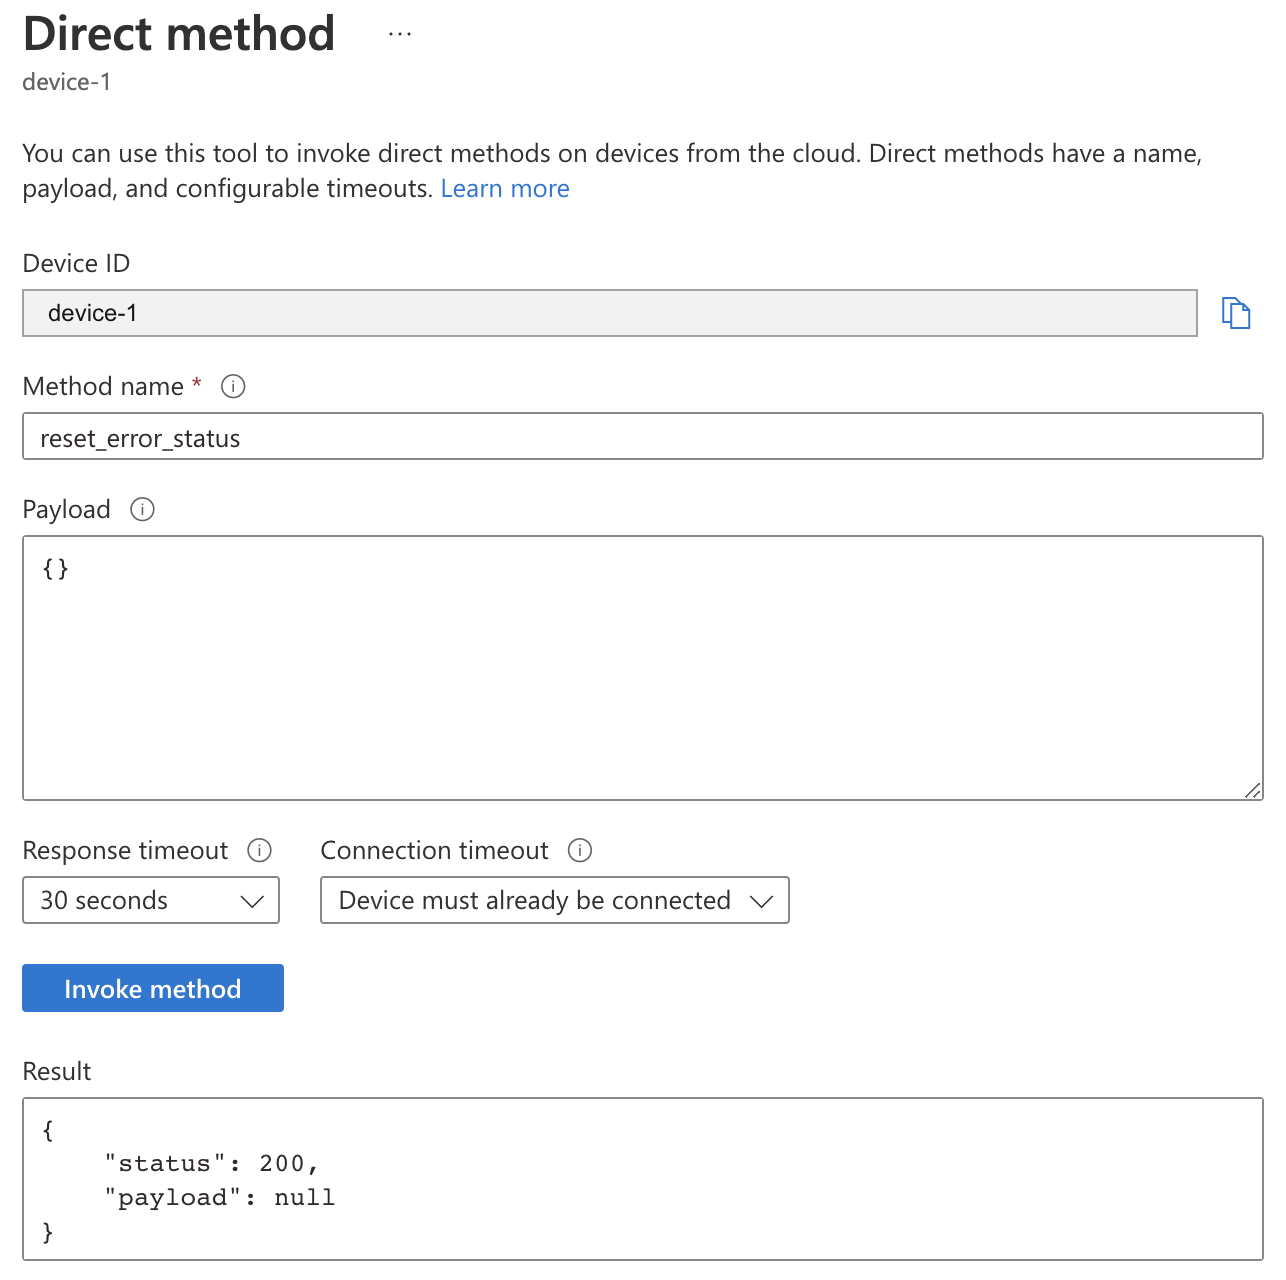 Direct method ...
device-1
You can use this tool to invoke direct methods on devices from the cloud. Direct methods have a name,
payload, and configurable timeouts. Learn more
Device ID
device-1
Method name *
reset_error_status
Payload
{}
Response timeout Connection timeout
30 seconds Device must already be connected
Invoke method
Result
{
    "status": 200,
    "payload": null
}